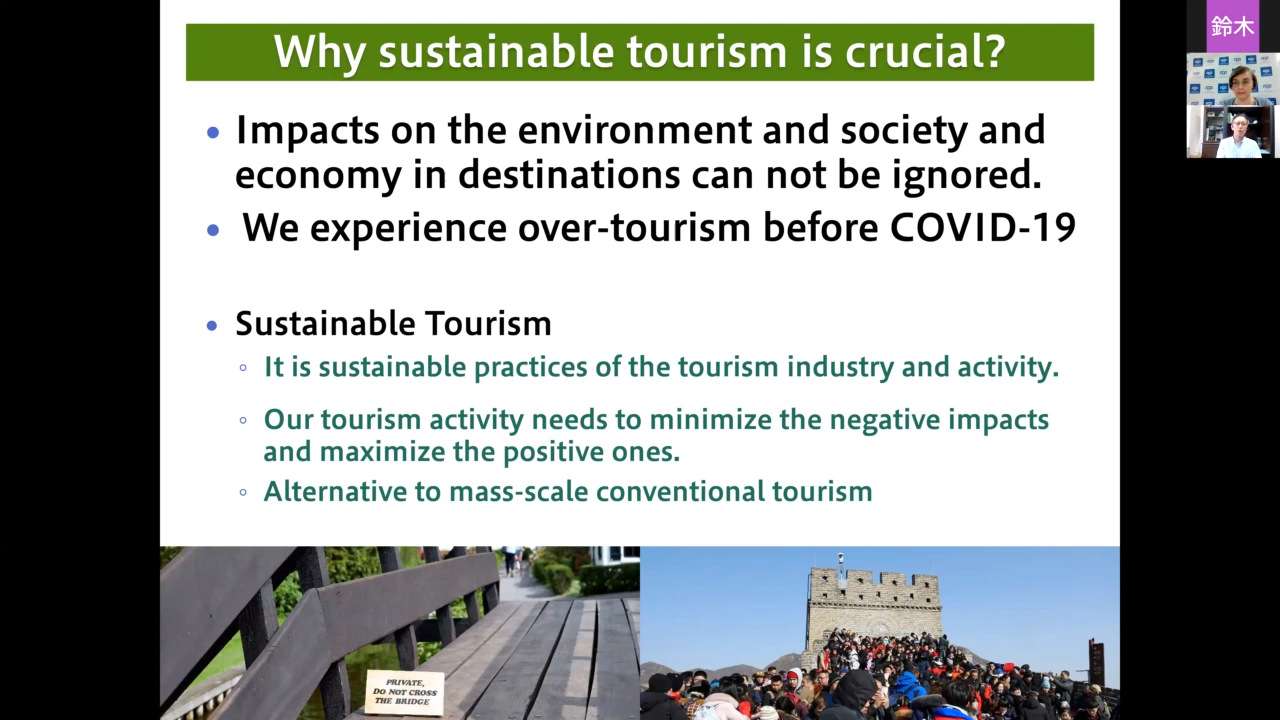 Why sustainable tourism is crucial?
鈴木
• Impacts on the environment and society and
economy in destinations can not be ignored.
• We experience over-tourism before COVID-19
• Sustainable Tourism
◦ It is sustainable practices of the tourism industry and activity.
◦ Our tourism activity needs to minimize the negative impacts
and maximize the positive ones.
◦ Alternative to mass-scale conventional tourism
PRIVATE,
DO NOT CROSS
THE BRIDGE